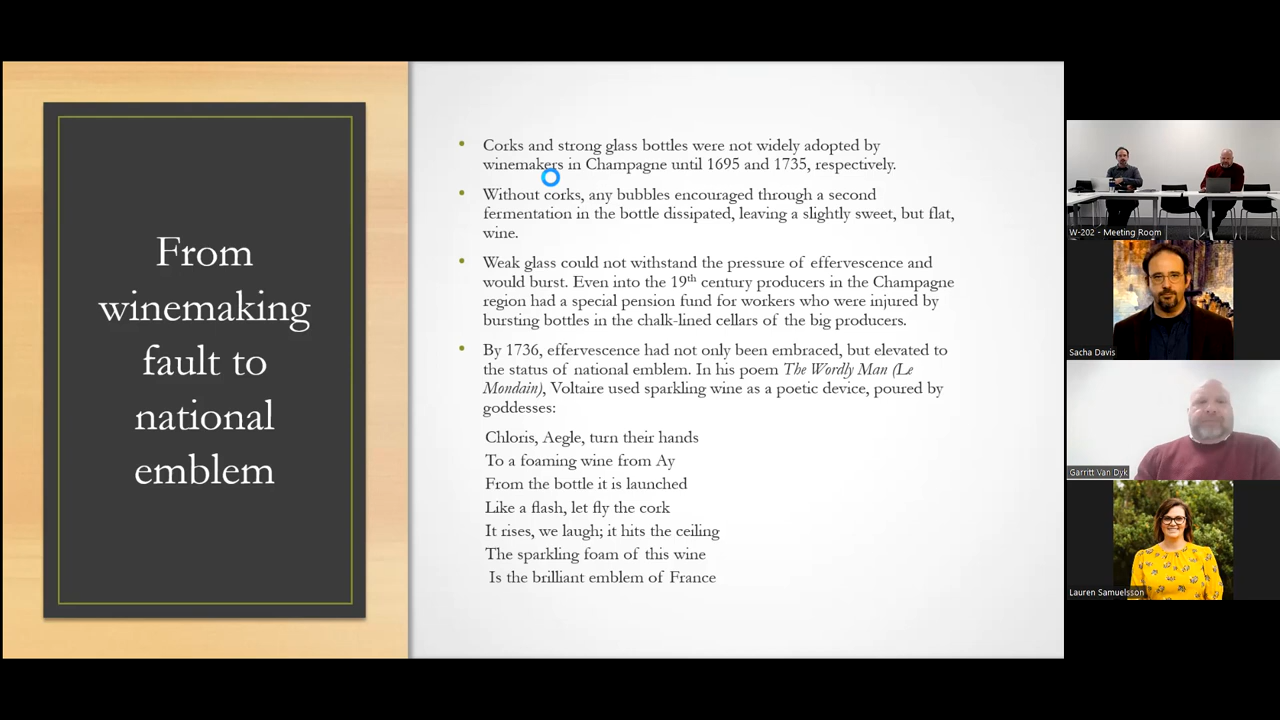 From
winemaking
fault to
national
emblem
Corks and strong glass bottles were not widely adopted by
winemakers in Champagne until 1695 and 1735, respectively.
Without corks, any bubbles encouraged through a second
fermentation in the bottle dissipated, leaving a slightly sweet, but flat,
wine.
Weak glass could not withstand the pressure of effervescence and
would burst. Even into the 19th century producers in the Champagne
region had a special pension fund for workers who were injured by
bursting bottles in the chalk-lined cellars of the big producers.
By 1736, effervescence had not only been embraced, but elevated to
the status of national emblem. In his poem The Wordly Man (Le
Mondain), Voltaire used sparkling wine as a poetic device, poured by
goddesses:
Chloris, Aegle, turn their hands
To a foaming wine from Ay
From the bottle it is launched
Like a flash, let fly the cork
It rises, we laugh; it hits the ceiling
The sparkling foam of this wine
Is the brilliant emblem of France
W-202 - Meeting Room
Sacha Davis
Garritt Van Dyk
Lauren Samuelsson